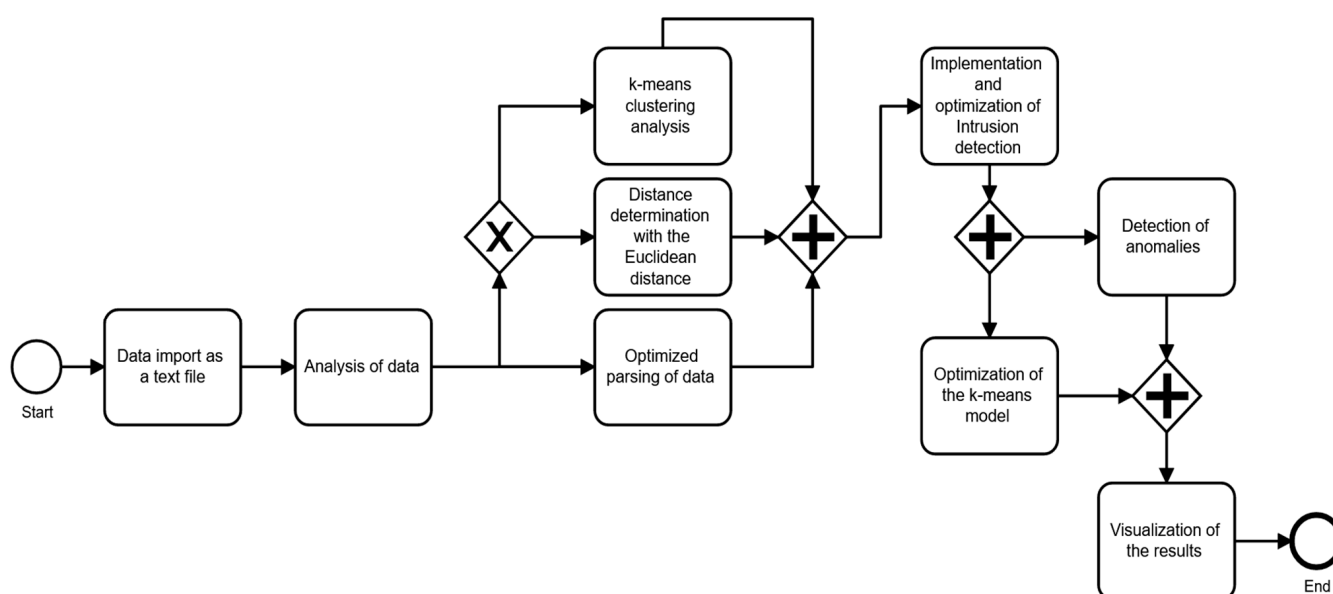 Start
Data import as
a text file
Analysis of data
k-means
clustering
analysis
X
Distance
determination
with the
Euclidean
distance
Optimized
parsing of data
Implementation
and
optimization of
Intrusion
detection
Detection of
anomalies
Optimization of
the k-means
model
Visualization of
the results
End